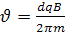 𝜗 = dqB / 2πm